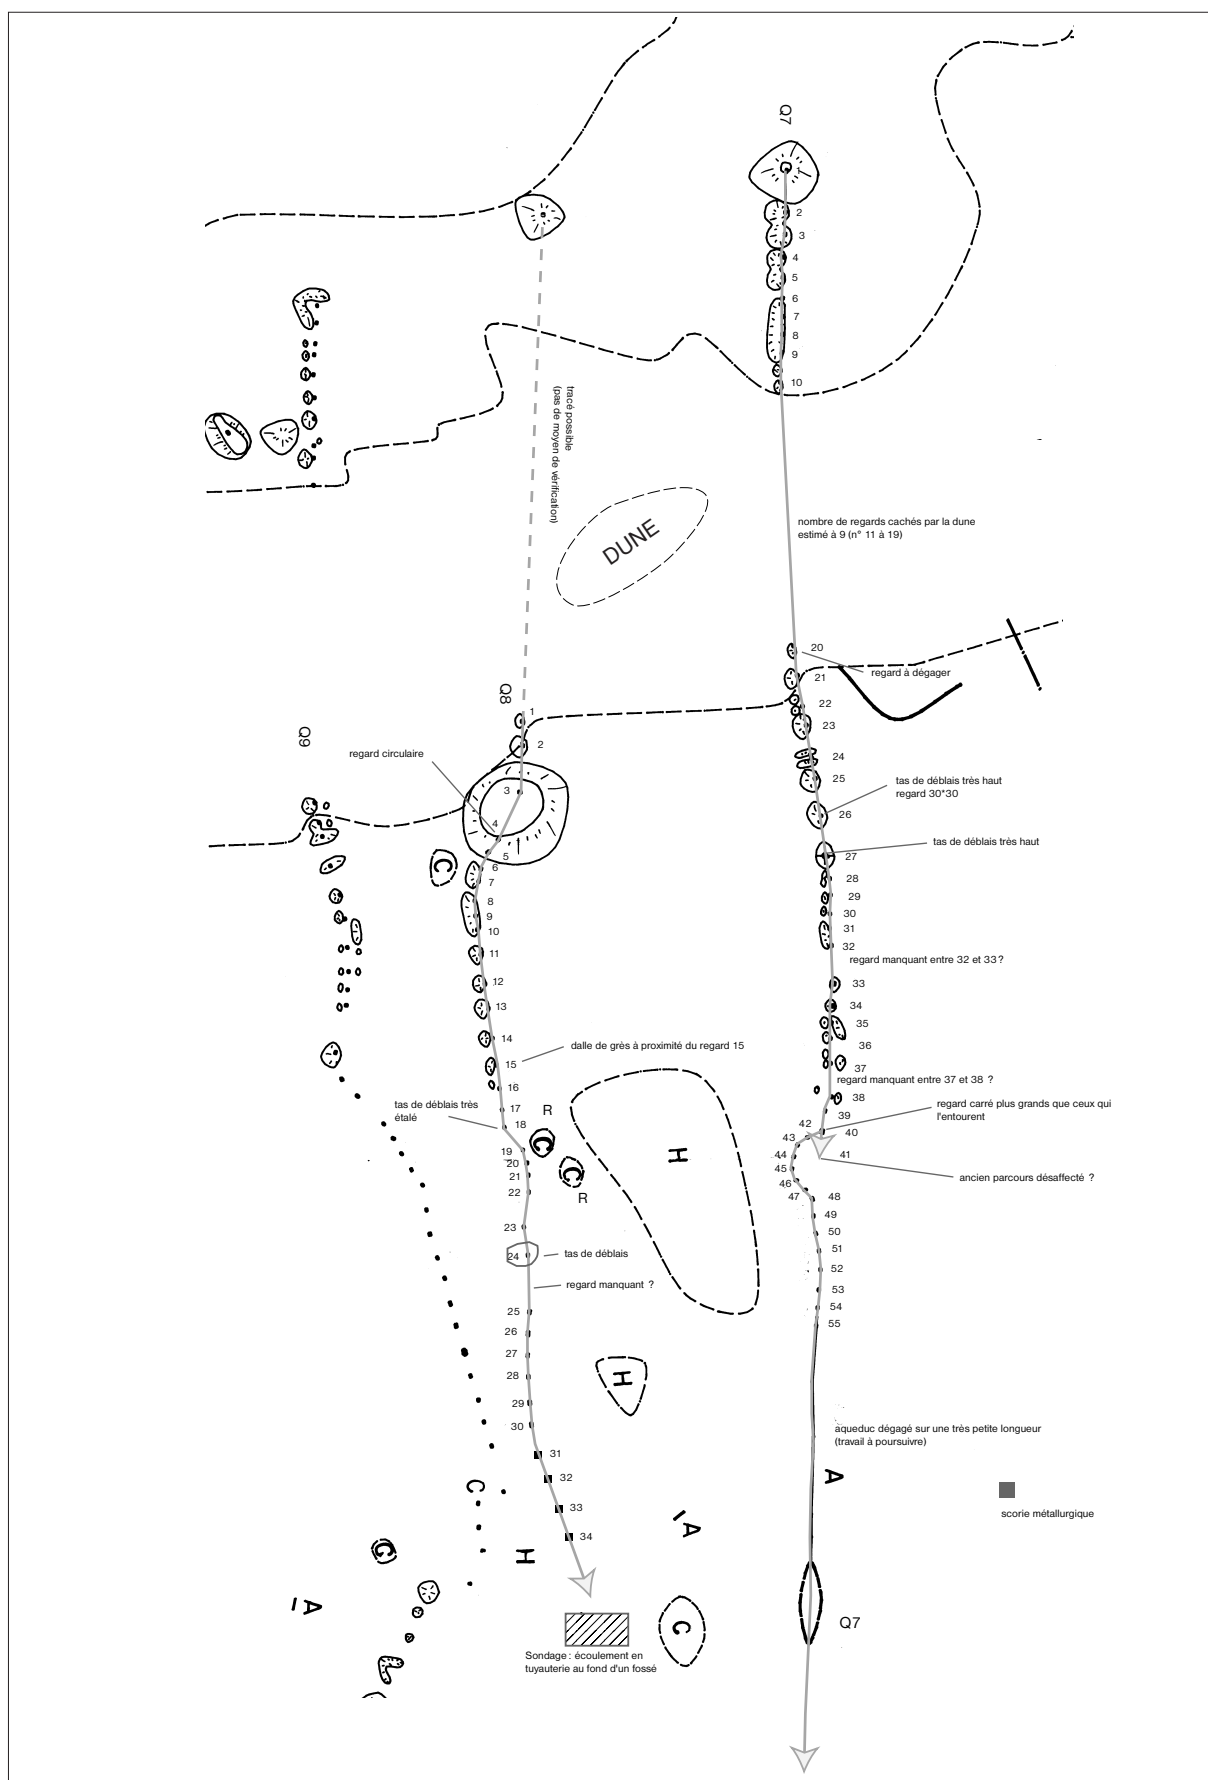 Q7
1
2
3
4
5
6
7
8
9
10
tracé possible
(pas de moyen de vérification)
DUNE
nombre de regards cachés par la dune
estimé à 9 (n° 11 à 19)
20
regard à dégager
21
22
23
24
25
tas de déblais très haut
regard 30*30
26
tas de déblais très haut
27
28
29
30
31
32
regard manquant entre 32 et 33 ?
33
34
35
36
37
regard manquant entre 37 et 38 ?
38
39
regard carré plus grands que ceux qui
l'entourent
40
41
42
43
44
45
46
47
ancien parcours désaffecté ?
48
49
50
51
52
53
54
55
aqueduc dégagé sur une très petite longueur
(travail à poursuivre)
A
scorie métallurgique
Q7
Q8
1
2
regard circulaire
3
4
5
6
7
C
8
9
10
11
12
13
14
15
dalle de grès à proximité du regard 15
16
17
tas de déblais très
étalé
18
R
C
19
20
21
22
C
R
H
23
24
tas de déblais
regard manquant ?
25
26
27
28
29
30
H
31
32
33
34
H
A
C
Sondage : écoulement en
tuyauterie au fond d'un fossé
Q9
C
C
A